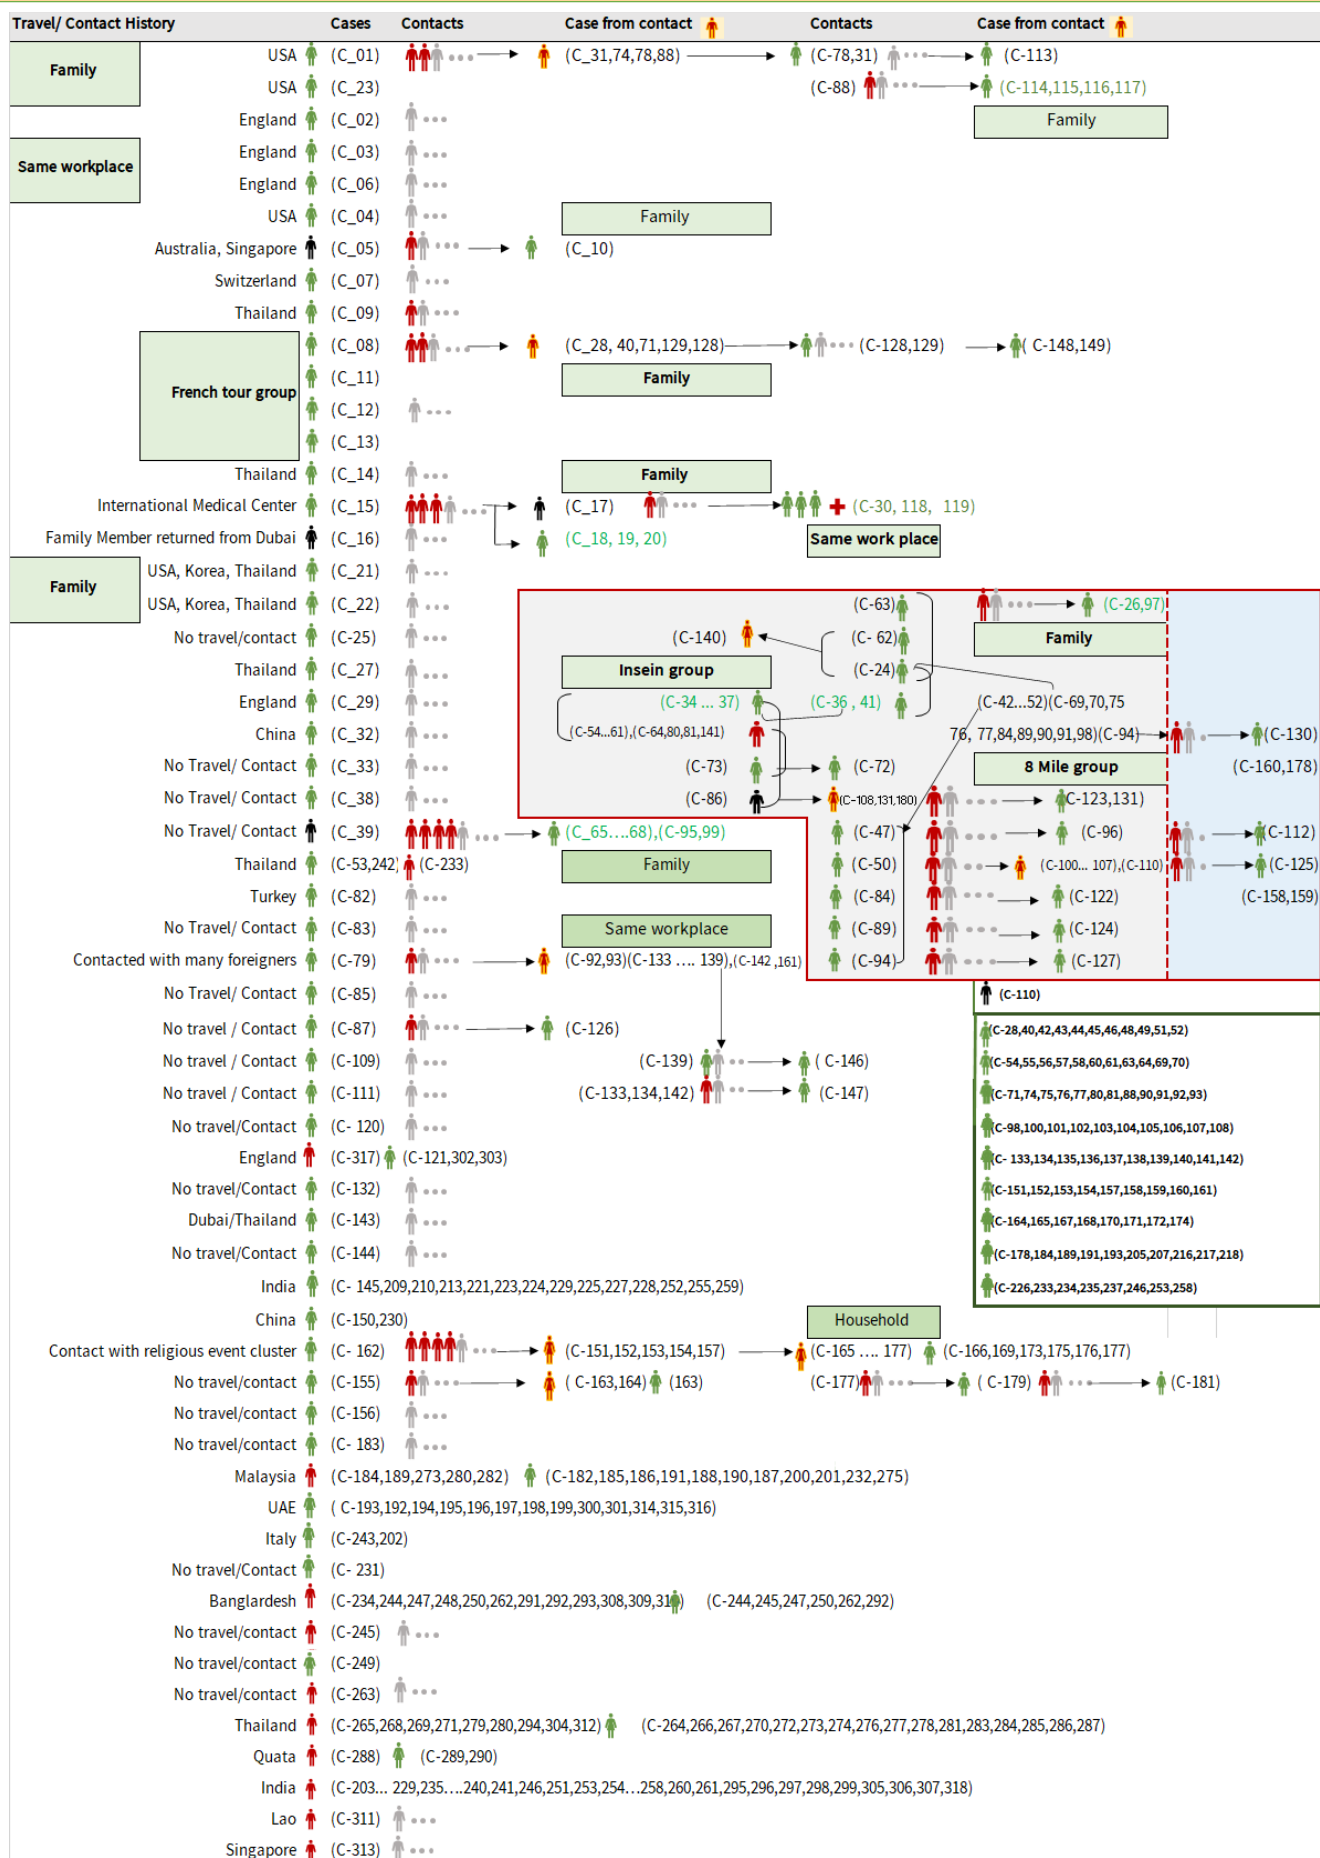 Travel/ Contact History Cases Contacts Case from contact Contacts Case from contact
Family
USA (C_01) (C_31,74,78,88) (C-78,31) (C-113)
USA (C_23) (C-88) (C-114,115,116,117)
England (C_02) Family
Same workplace
England (C_03)
England (C_06)
USA (C_04) Family
Australia, Singapore (C_05) (C_10)
Switzerland (C_07)
Thailand (C_09)
French tour group
(C_08) (C_28, 40,71,129,128) (C-128,129) ( C-148,149)
(C_11) Family
(C_12)
(C_13)
Thailand (C_14) Family
International Medical Center (C_15) (C_17) (C-30, 118, 119)
Family Member returned from Dubai (C_16) (C_18, 19, 20) Same work place
Family
USA, Korea, Thailand (C_21)
USA, Korea, Thailand (C_22) (C-63) (C-26,97)
No travel/contact (C-25) (C-140) (C- 62) Family
Thailand (C_27) Insein group (C-24)
England (C_29) (C-34 ... 37) (C-36 , 41) (C-42...52)(C-69,70,75
China (C_32) (C-54...61),(C-64,80,81,141) 76, 77,84,89,90,91,98)(C-94) (C-130)
No Travel/ Contact (C_33) (C-73) (C-72) 8 Mile group (C-160,178)
No Travel/ Contact (C_38) (C-86) (C-108,131,180) C-123,131)
No Travel/ Contact (C_39) (C_65....68),(C-95,99) (C-47) (C-96) (C-112)
Thailand (C-53,242) (C-233) Family (C-50) (C-100... 107),(C-110) (C-125)
Turkey (C-82) (C-84) (C-122) (C-158,159)
No Travel/ Contact (C-83) Same workplace (C-89) (C-124)
Contacted with many foreigners (C-79) (C-92,93)(C-133 .... 139),(C-142 ,161) (C-94) (C-127)
No Travel/ Contact (C-85) (C-110)
No travel / Contact (C-87) (C-126) (C-28,40,42,43,44,45,46,48,49,51,52)
No travel / Contact (C-109) (C-139) ( C-146) (C-54,55,56,57,58,60,61,63,64,69,70)
No travel / Contact (C-111) (C-133,134,142) (C-147) (C-71,74,75,76,77,80,81,88,90,91,92,93)
No travel/Contact (C- 120) (C-98,100,101,102,103,104,105,106,107,108)
England (C-317) (C-121,302,303) (C- 133,134,135,136,137,138,139,140,141,142)
No travel/Contact (C-132) (C-151,152,153,154,157,158,159,160,161)
Dubai/Thailand (C-143) (C-164,165,167,168,170,171,172,174)
No travel/Contact (C-144) (C-178,184,189,191,193,205,207,216,217,218)
India (C- 145,209,210,213,221,223,224,229,225,227,228,252,255,259) (C-226,233,234,235,237,246,253,258)
China (C-150,230) Household
Contact with religious event cluster (C- 162) (C-151,152,153,154,157) (C-165 .... 177) (C-166,169,173,175,176,177)
No travel/contact (C-155) ( C-163,164) (163) (C-177) ( C-179) (C-181)
No travel/contact (C-156)
No travel/contact (C- 183)
Malaysia (C-184,189,273,280,282) (C-182,185,186,191,188,190,187,200,201,232,275)
UAE ( C-193,192,194,195,196,197,198,199,300,301,314,315,316)
Italy (C-243,202)
No travel/Contact (C- 231)
Banglardesh (C-234,244,247,248,250,262,291,292,293,308,309,31 ) (C-244,245,247,250,262,292)
No travel/contact (C-245)
No travel/contact (C-249)
No travel/contact (C-263)
Thailand (C-265,268,269,271,279,280,294,304,312) (C-264,266,267,270,272,273,274,276,277,278,281,283,284,285,286,287)
Quata (C-288) (C-289,290)
India (C-203... 229,235....240,241,246,251,253,254...258,260,261,295,296,297,298,299,305,306,307,318)
Lao (C-311)
Singapore (C-313)